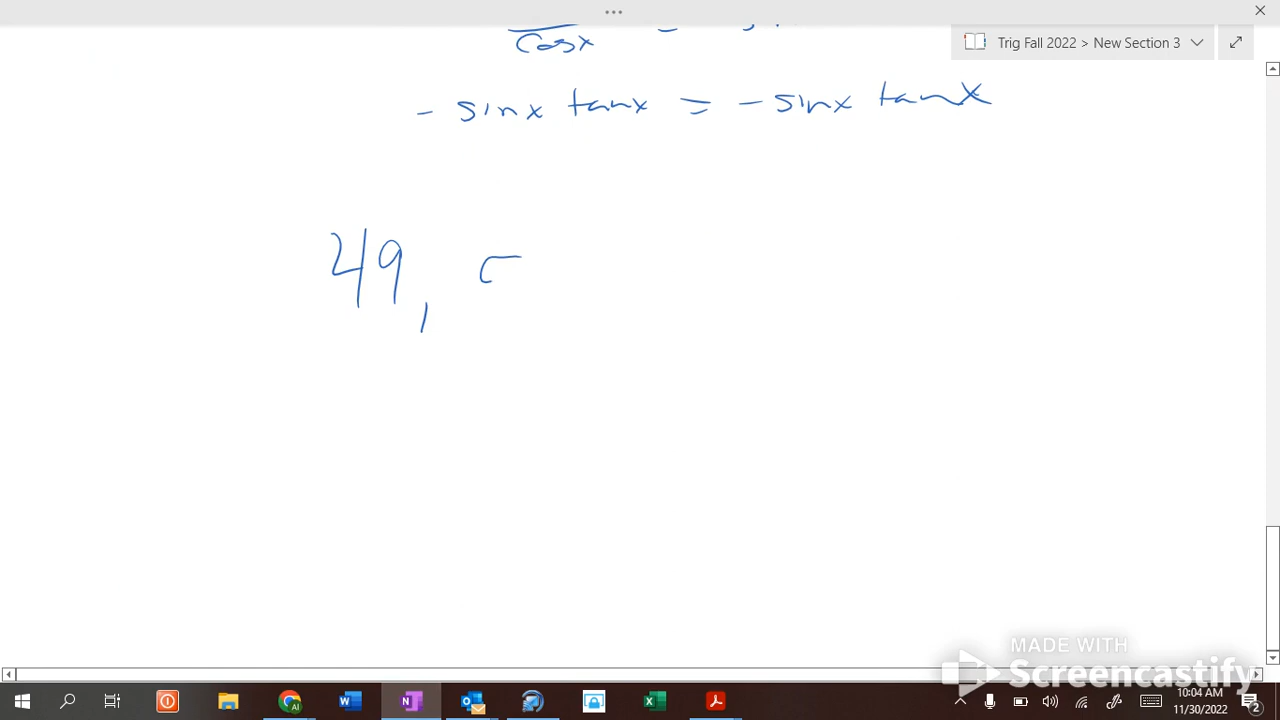 Trig Fall 2022 > New Section 3
cosx =
- sinx tanx = - sinx tanx
49,
MADE WITH
Screencastify
10:04 AM
11/30/2022
2